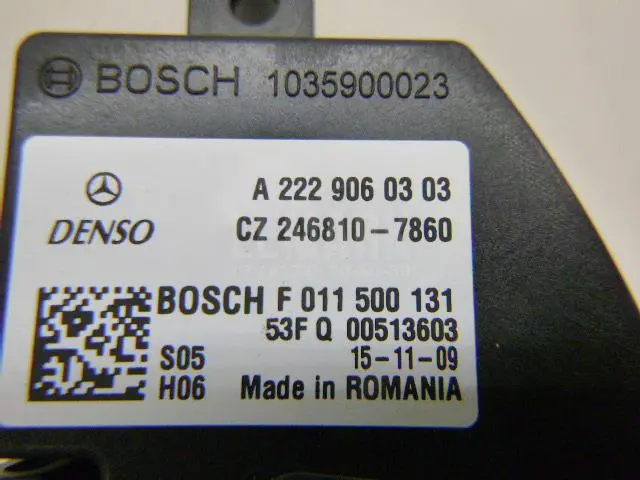 BOSCH 1035900023
A 222 906 03 03
DENSO CZ 246810-7860
BOSCH F 011 500 131
53F Q 00513603
S05 15-11-09
H06 Made in ROMANIA